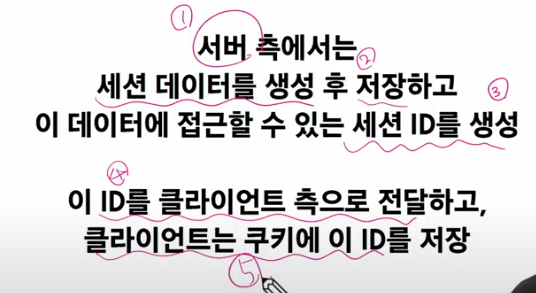 ①
서버 측에서는
②
세션 데이터를 생성 후 저장하고
③
이 데이터에 접근할 수 있는 세션 ID를 생성
④
이 ID를 클라이언트 측으로 전달하고,
클라이언트는 쿠키에 이 ID를 저장
⑤